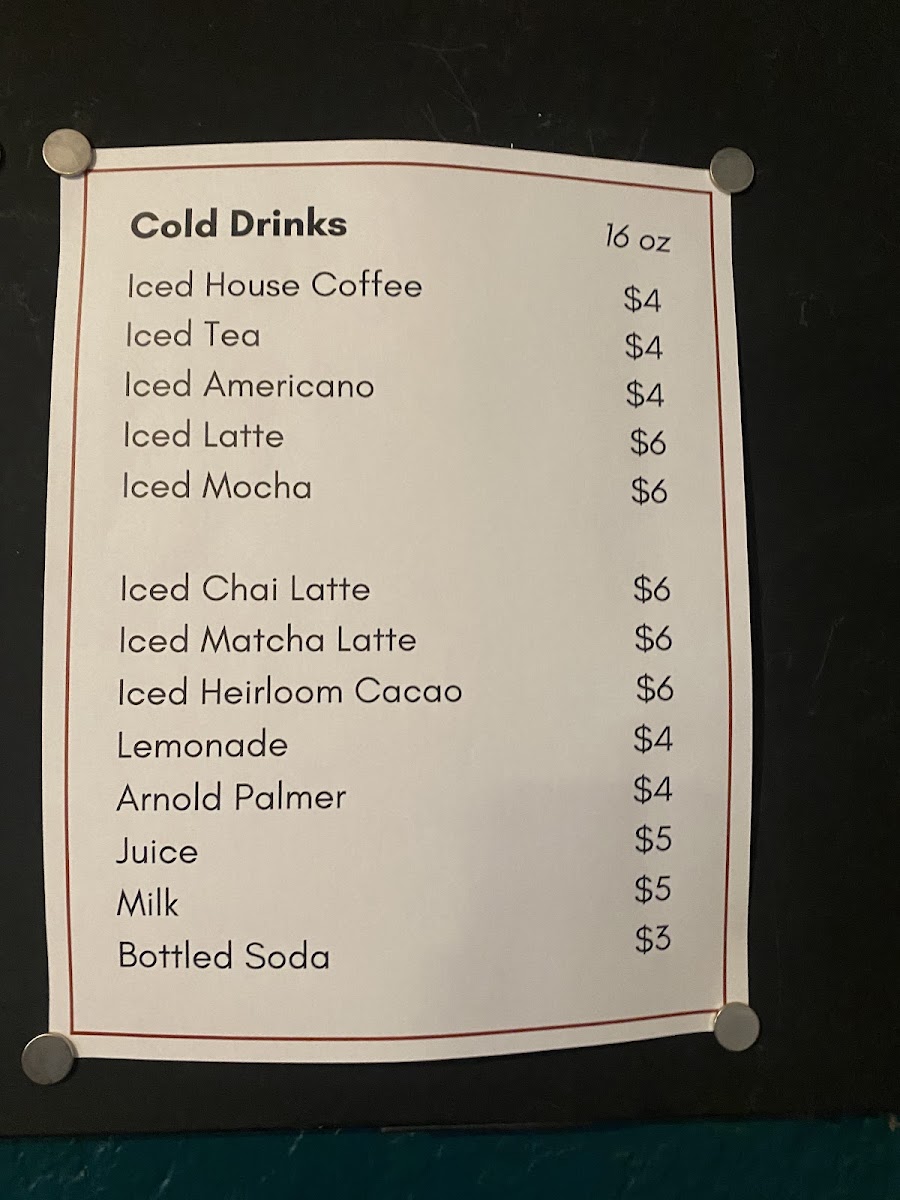 Cold Drinks 16 oz
Iced House Coffee $4
Iced Tea $4
Iced Americano $4
Iced Latte $6
Iced Mocha $6
Iced Chai Latte $6
Iced Matcha Latte $6
Iced Heirloom Cacao $6
Lemonade $4
Arnold Palmer $4
Juice $5
Milk $5
Bottled Soda $3